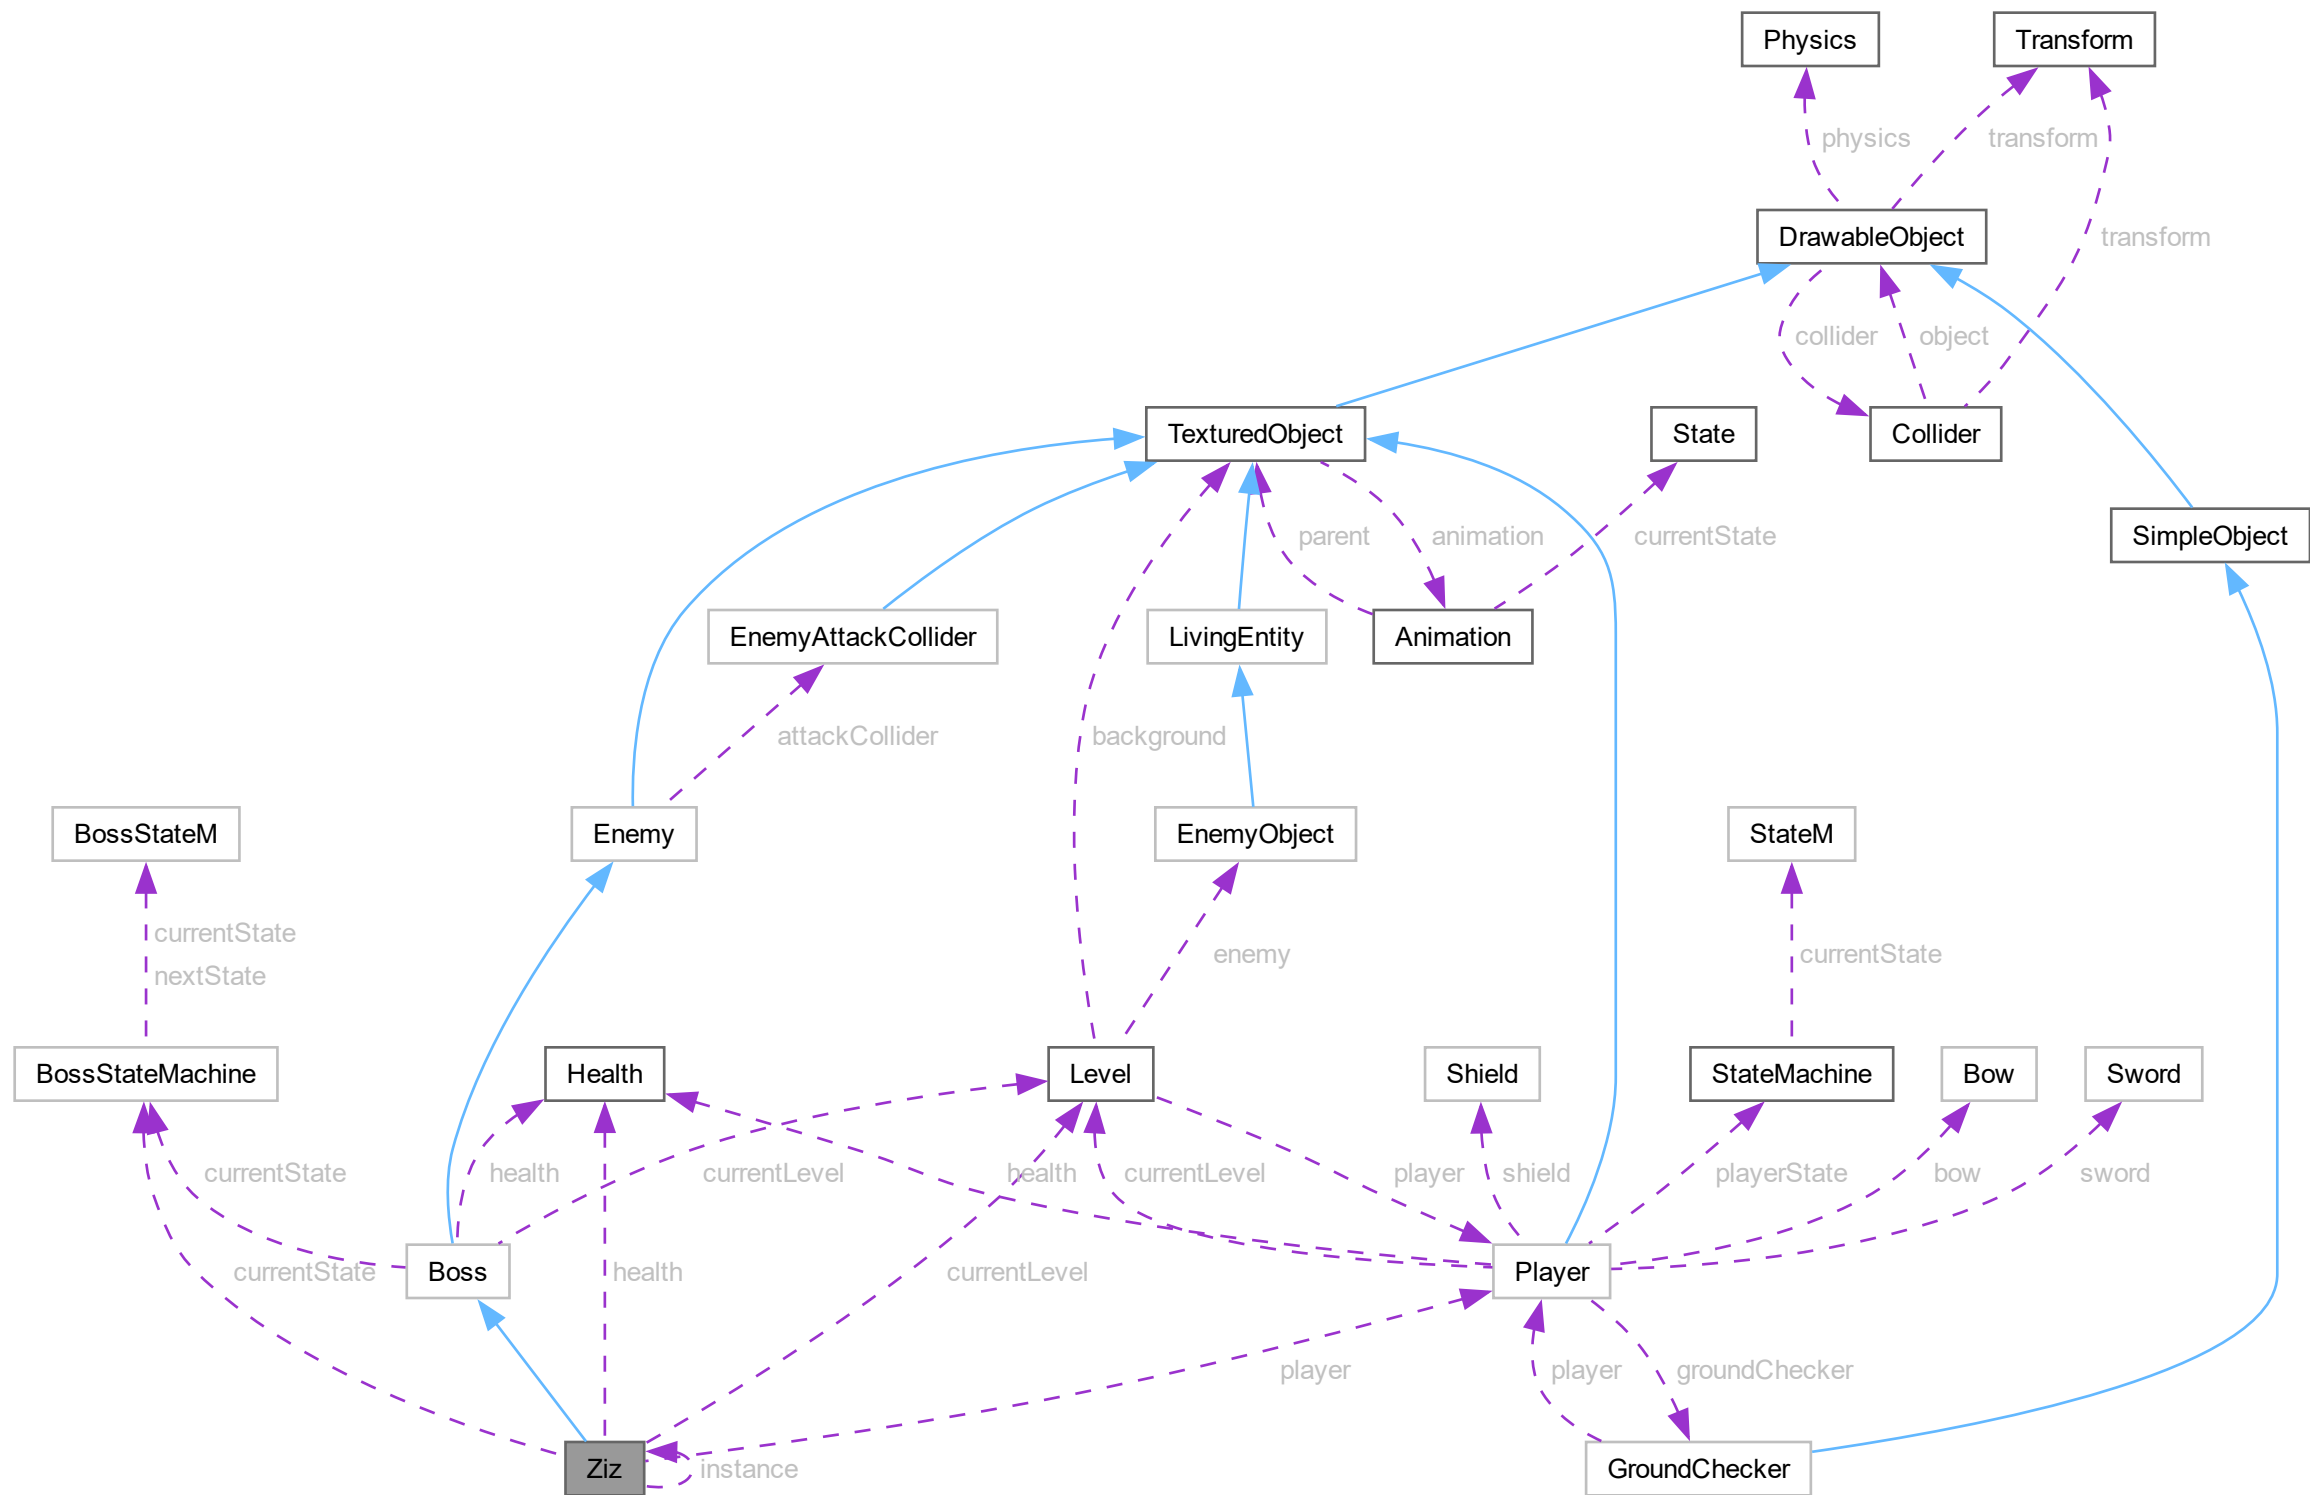 Physics
Transform
physics
transform
DrawableObject
transform
collider
object
TexturedObject
State
Collider
parent
animation
currentState
SimpleObject
EnemyAttackCollider
LivingEntity
Animation
attackCollider
background
BossStateM
Enemy
EnemyObject
StateM
currentState
nextState
enemy
currentState
BossStateMachine
Health
Level
Shield
StateMachine
Bow
Sword
currentState
health
currentLevel
health
currentLevel
player
shield
playerState
bow
sword
currentState
Boss
health
currentLevel
Player
player
player
groundChecker
Ziz
instance
GroundChecker